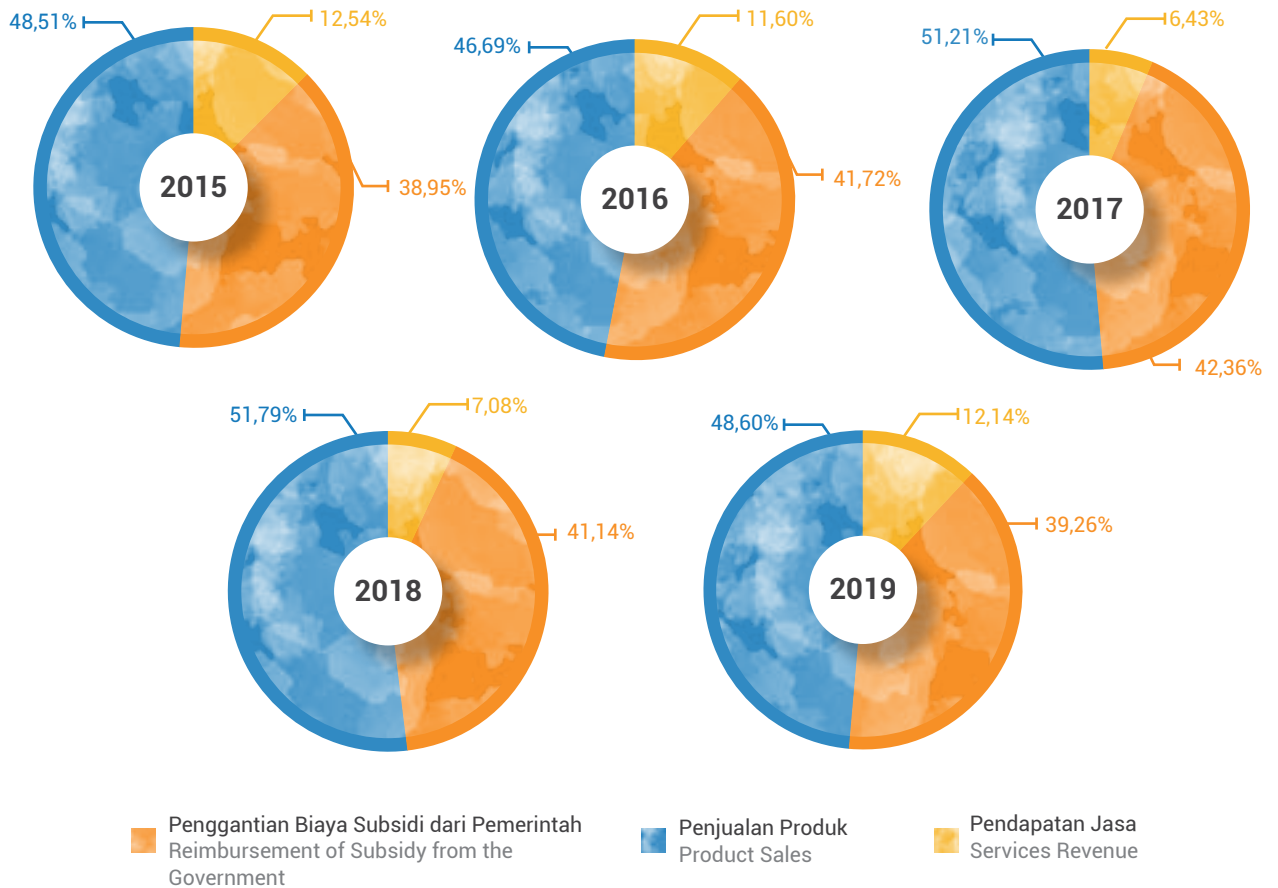 48,51%
12,54%
2015
38,95%
46,69%
11,60%
2016
41,72%
51,21%
6,43%
2017
42,36%
51,79%
7,08%
2018
41,14%
48,60%
12,14%
2019
39,26%
Penggantian Biaya Subsidi dari Pemerintah
Reimbursement of Subsidy from the
Government
Penjualan Produk
Product Sales
Pendapatan Jasa
Services Revenue